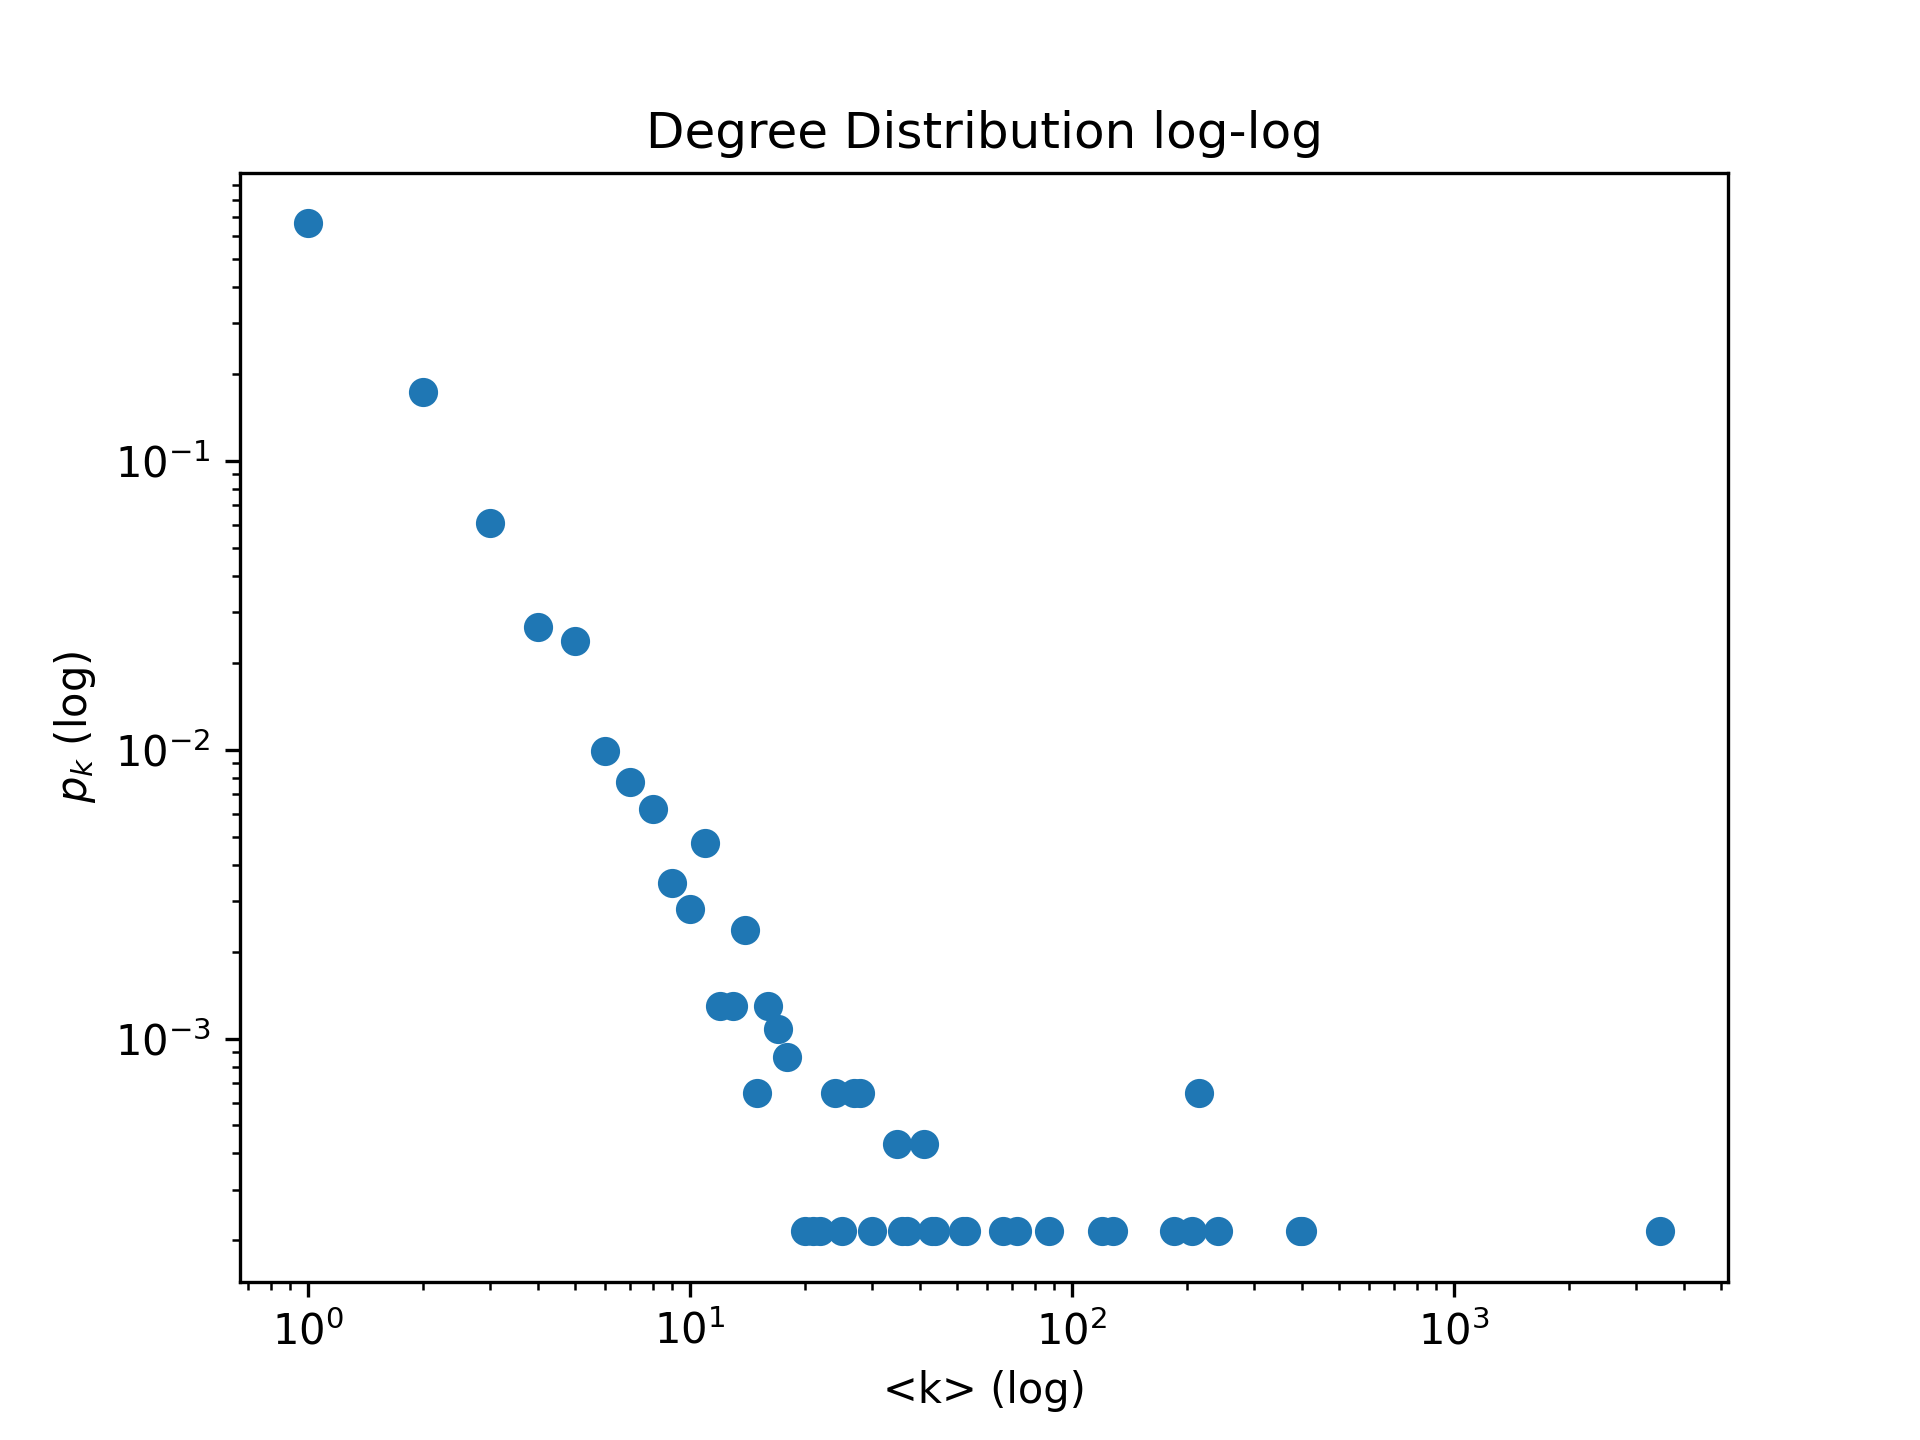 Degree Distribution log-log
p_k (log)
10^−1
10^−2
10^−3
10^0 10^1 10^2 10^3
<k> (log)